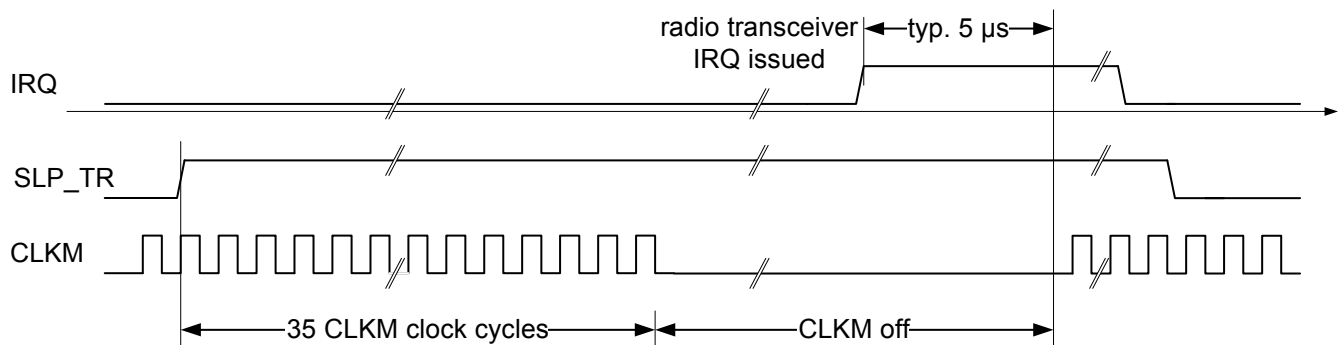 radio transceiver
IRQ issued
typ. 5 µs
IRQ
SLP_TR
CLKM
35 CLKM clock cycles
CLKM off